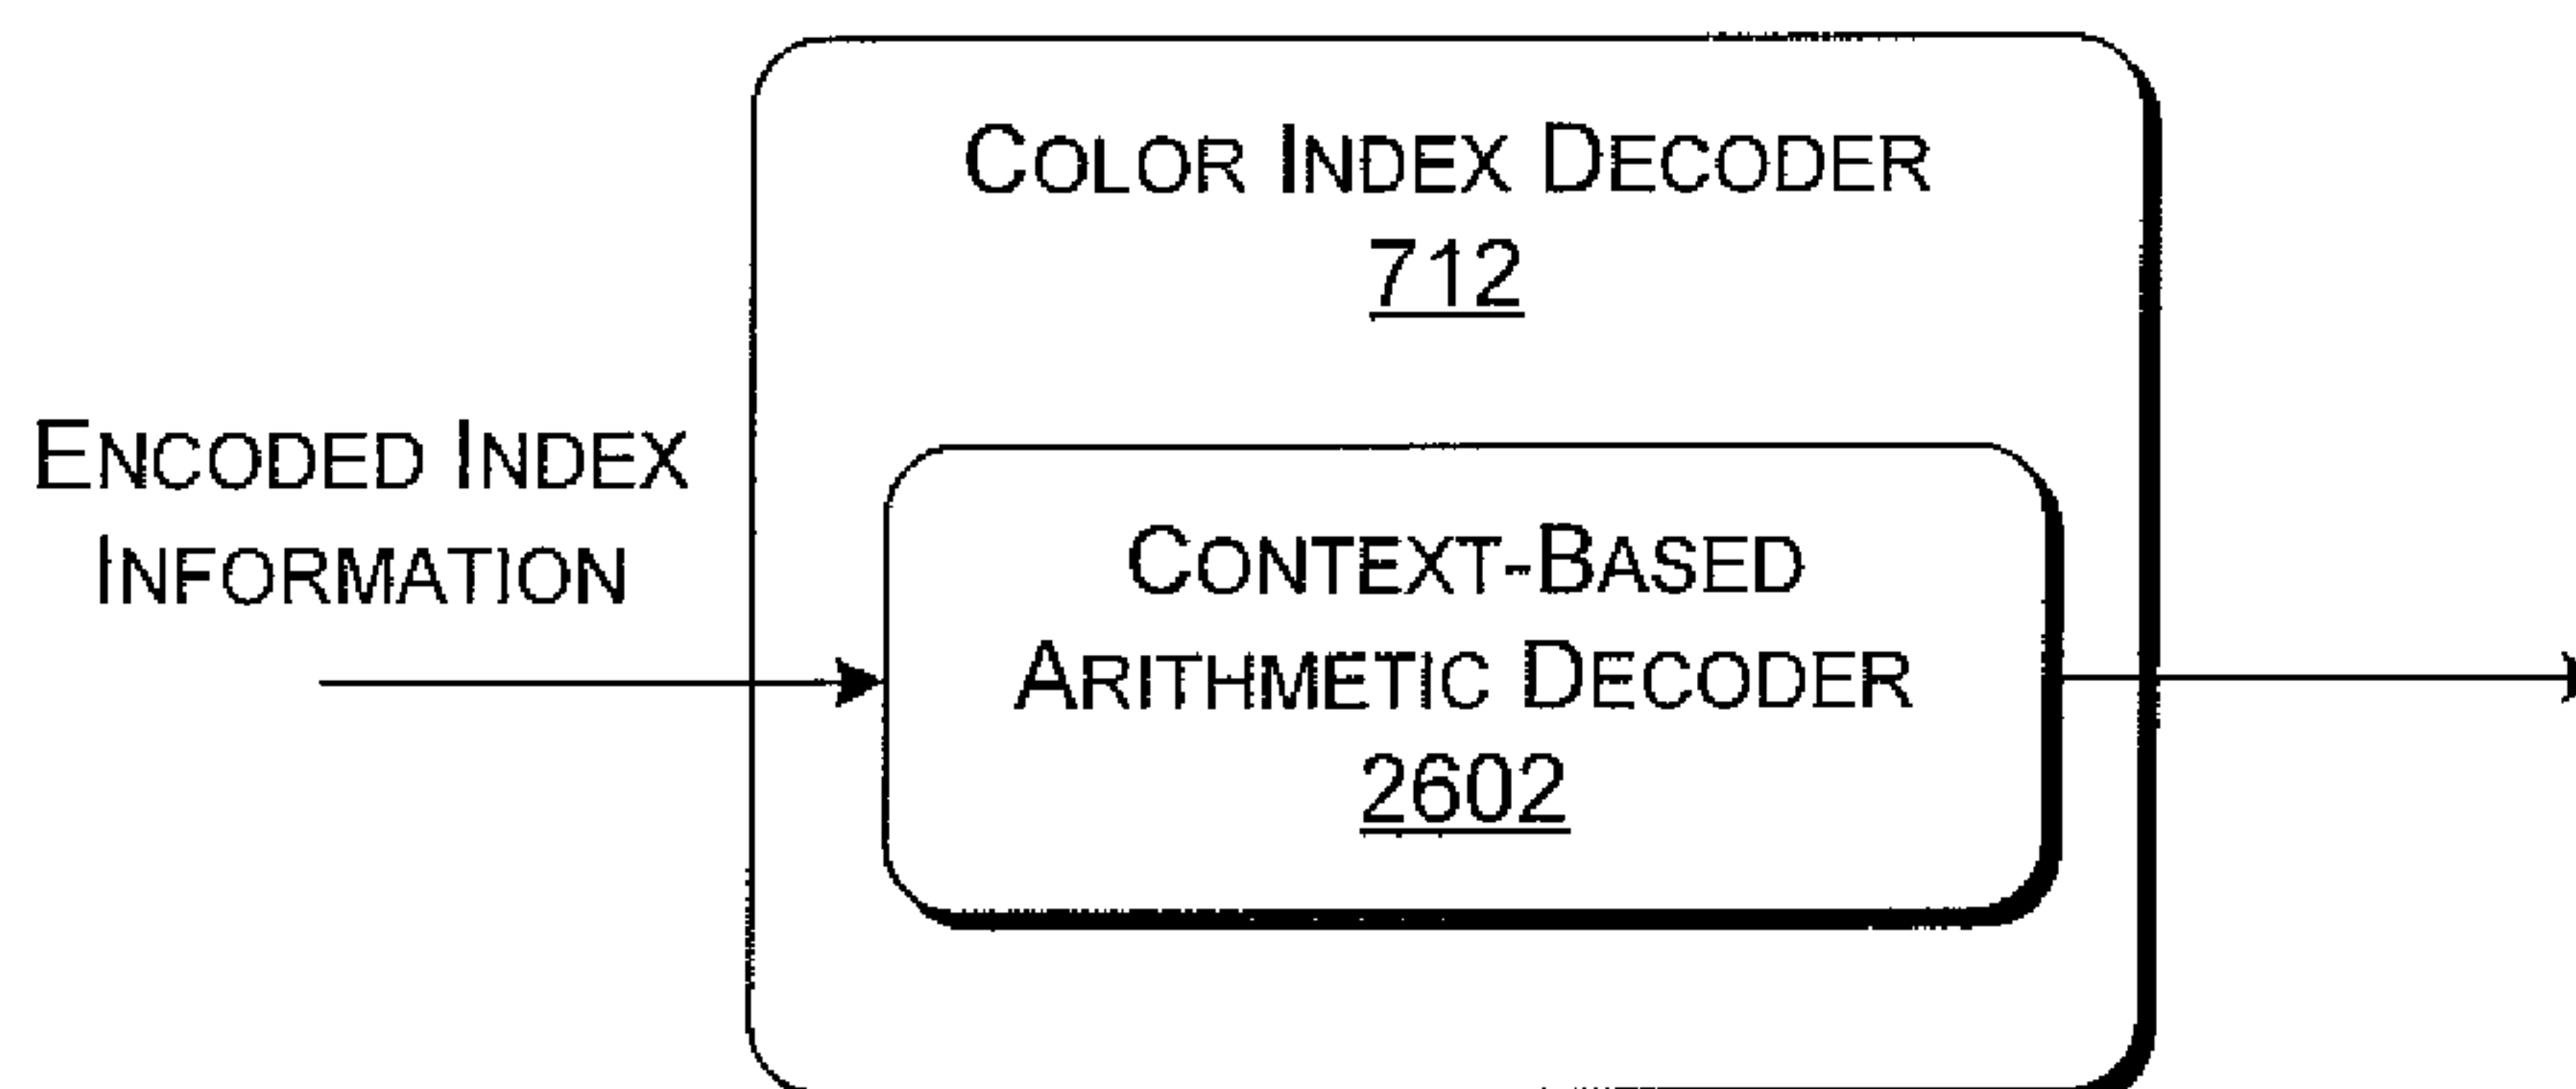 COLOR INDEX DECODER
712
ENCODED INDEX
INFORMATION
CONTEXT-BASED
ARITHMETIC DECODER
2602